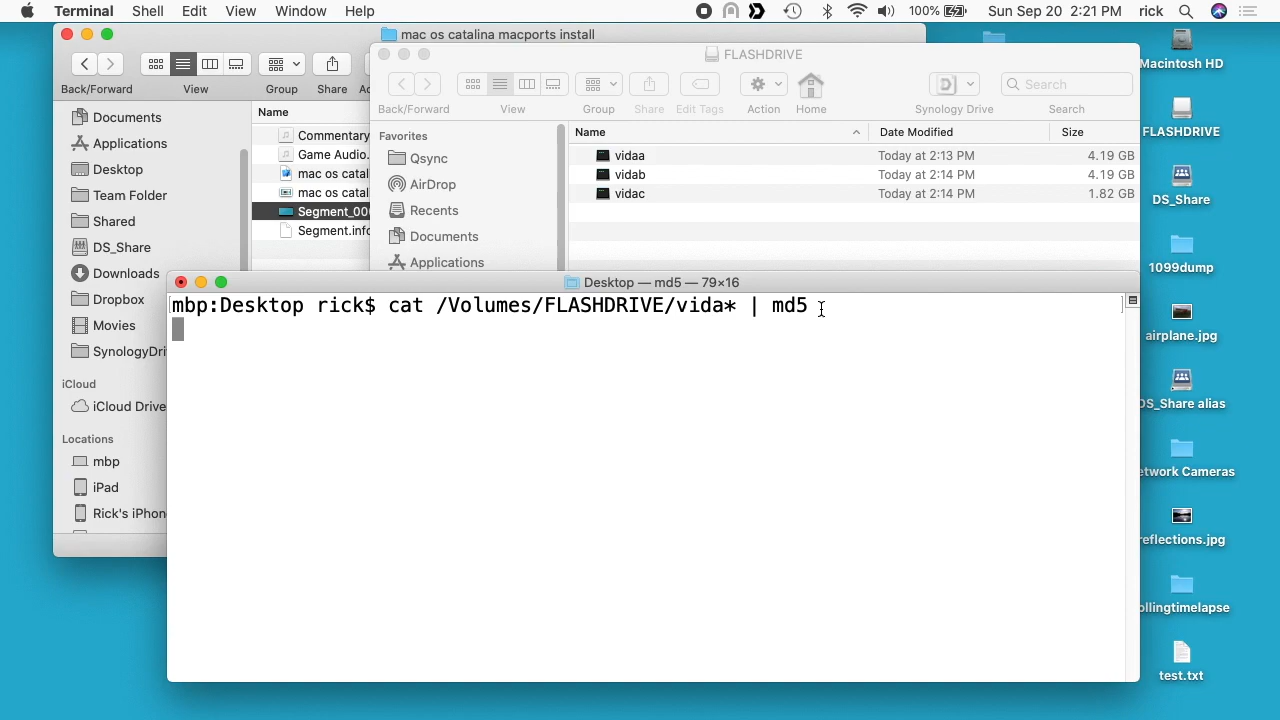 Terminal Shell Edit View Window Help 100% Sun Sep 20 2:21 PM rick
mac os catalina macports install
Back/Forward View Group Share
Documents
Applications
Desktop
Team Folder
Shared
DS_Share
Downloads
Dropbox
Movies
SynologyDri
iCloud
iCloud Drive
Locations
mbp
iPad
Rick's iPhon
Name
Commentary
Game Audio.
mac os catal
mac os catal
Segment_00
Segment.info
FLASHDRIVE
Search
Back/Forward View Group Share Edit Tags Action Home Synology Drive Search
Favorites
Qsync
AirDrop
Recents
Documents
Applications
Name Date Modified Size
vidaa Today at 2:13 PM 4.19 GB
vidab Today at 2:14 PM 4.19 GB
vidac Today at 2:14 PM 1.82 GB
Desktop — md5 — 79×16
[mbp:Desktop rick$ cat /Volumes/FLASHDRIVE/vida* | md5 ]
Macintosh HD
FLASHDRIVE
DS_Share
1099dump
airplane.jpg
DS_Share alias
etwork Cameras
reflections.jpg
ollingtimelapse
test.txt